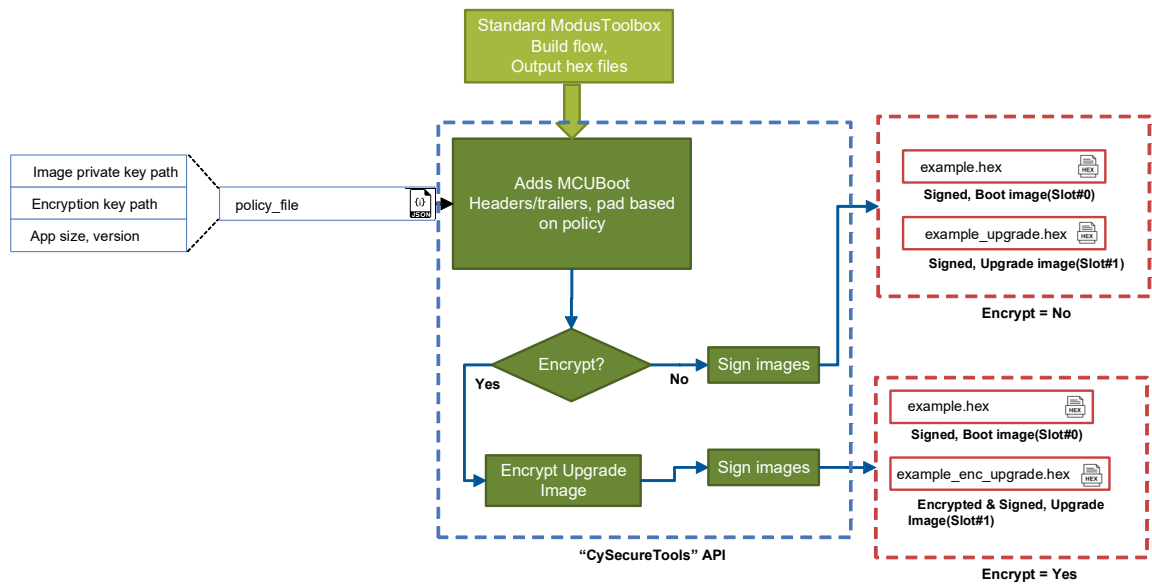 Standard ModusToolbox
Build flow,
Output hex files
Image private key path
Encryption key path
App size, version
policy_file
{i}
JSON
Adds MCUBoot
Headers/trailers, pad based
on policy
Encrypt?
Yes
No
Sign images
Encrypt Upgrade
Image
Sign images
“CySecureTools” API
example.hex
HEX
Signed, Boot image(Slot#0)
example_upgrade.hex
HEX
Signed, Upgrade image(Slot#1)
Encrypt = No
example.hex
HEX
Signed, Boot image(Slot#0)
example_enc_upgrade.hex
HEX
Encrypted & Signed, Upgrade
Image(Slot#1)
Encrypt = Yes